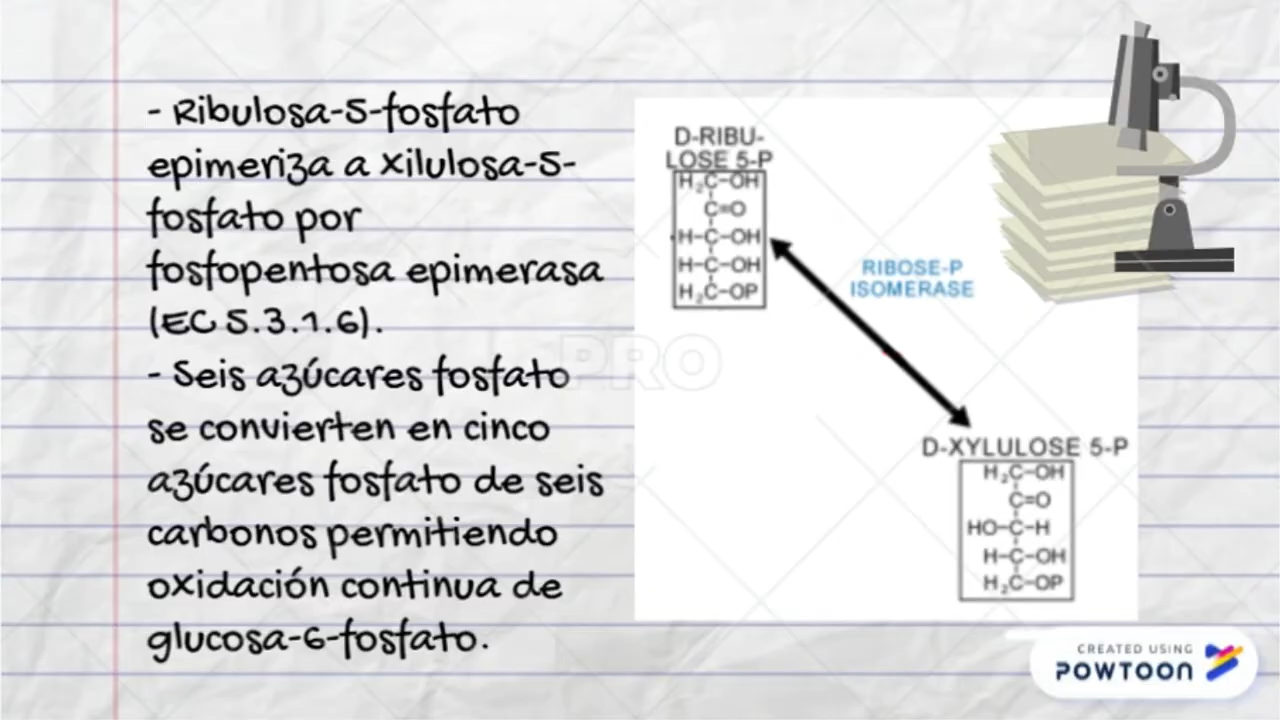 - Ribulosa-5-fosfato
epimeriza a Xilulosa-5-
fosfato por
fosfopentosa epimerasa
(EC 5.3.1.6).
- Seis azúcares fosfato
se convierten en cinco
azúcares fosfato de seis
carbonos permitiendo
oxidación continua de
glucosa-6-fosfato.
D-RIBU-
LOSE 5-P
H₂C-OH
C=O
H-C-OH
H-C-OH
H₂C-OP
RIBOSE-P
ISOMERASE
D-XYLULOSE 5-P
H₂C-OH
C=O
HO-C-H
H-C-OH
H₂C-OP
PRO
CREATED USING
POWTOON